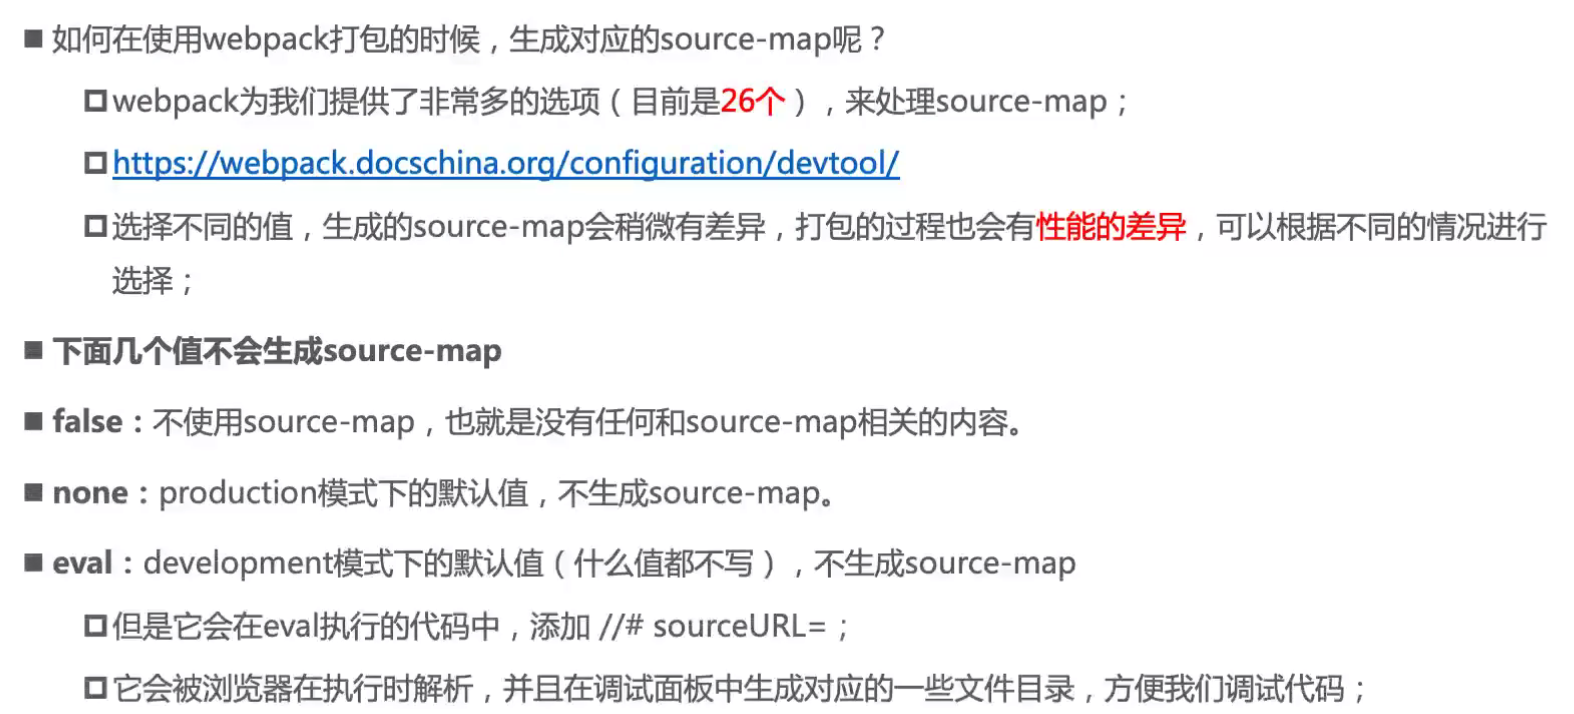 ■ 如何在使用webpack打包的时候，生成对应的source-map呢？
webpack为我们提供了非常多的选项（目前是26个），来处理source-map；
https://webpack.docschina.org/configuration/devtool/
选择不同的值，生成的source-map会稍微有差异，打包的过程也会有性能的差异，可以根据不同的情况进行
选择；
■ 下面几个值不会生成source-map
■ false：不使用source-map，也就是没有任何和source-map相关的内容。
■ none：production模式下的默认值，不生成source-map。
■ eval：development模式下的默认值（什么值都不写），不生成source-map
但是它会在eval执行的代码中，添加 //# sourceURL=；
它会被浏览器在执行时解析，并且在调试面板中生成对应的一些文件目录，方便我们调试代码；